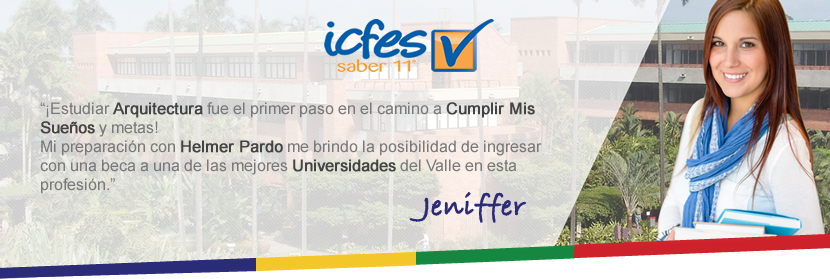 icfes
saber 11°
“¡Estudiar Arquitectura fue el primer paso en el camino a Cumplir Mis
Sueños y metas!
Mi preparación con Helmer Pardo me brindo la posibilidad de ingresar
con una beca a una de las mejores Universidades del Valle en esta
profesión.”
Jeniffer